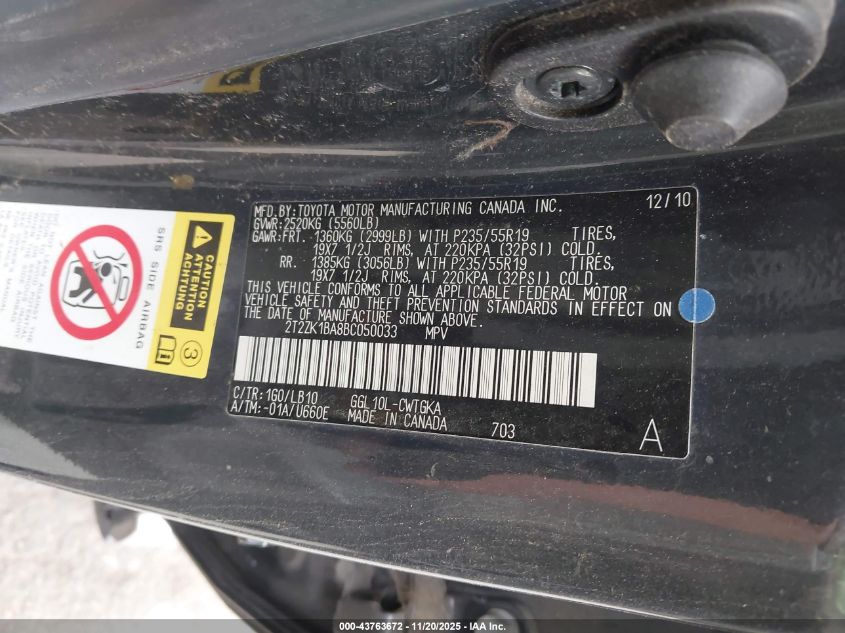 MFD.BY:TOYOTA MOTOR MANUFACTURING CANADA INC. 12/10
GVWR:2520KG (5560LB)
GAWR:FRT. 1360KG (2999LB) WITH P235/55R19 TIRES,
19X7 1/2J RIMS, AT 220KPA (32PSI) COLD.
RR. 1385KG (3056LB) WITH P235/55R19 TIRES,
19X7 1/2J RIMS, AT 220KPA (32PSI) COLD.
THIS VEHICLE CONFORMS TO ALL APPLICABLE FEDERAL MOTOR
VEHICLE SAFETY AND THEFT PREVENTION STANDARDS IN EFFECT ON
THE DATE OF MANUFACTURE SHOWN ABOVE.
2T2ZK1BA8BC050033 MPV
C/TR:1G0/LB10 GGL10L-CWTGKA
A/TM:-01A/U660E MADE IN CANADA 703 A
CAUTION
ATTENTION
3
SRS SIDE AIRBAG
000-43763672 - 11/20/2025 - IAA Inc.